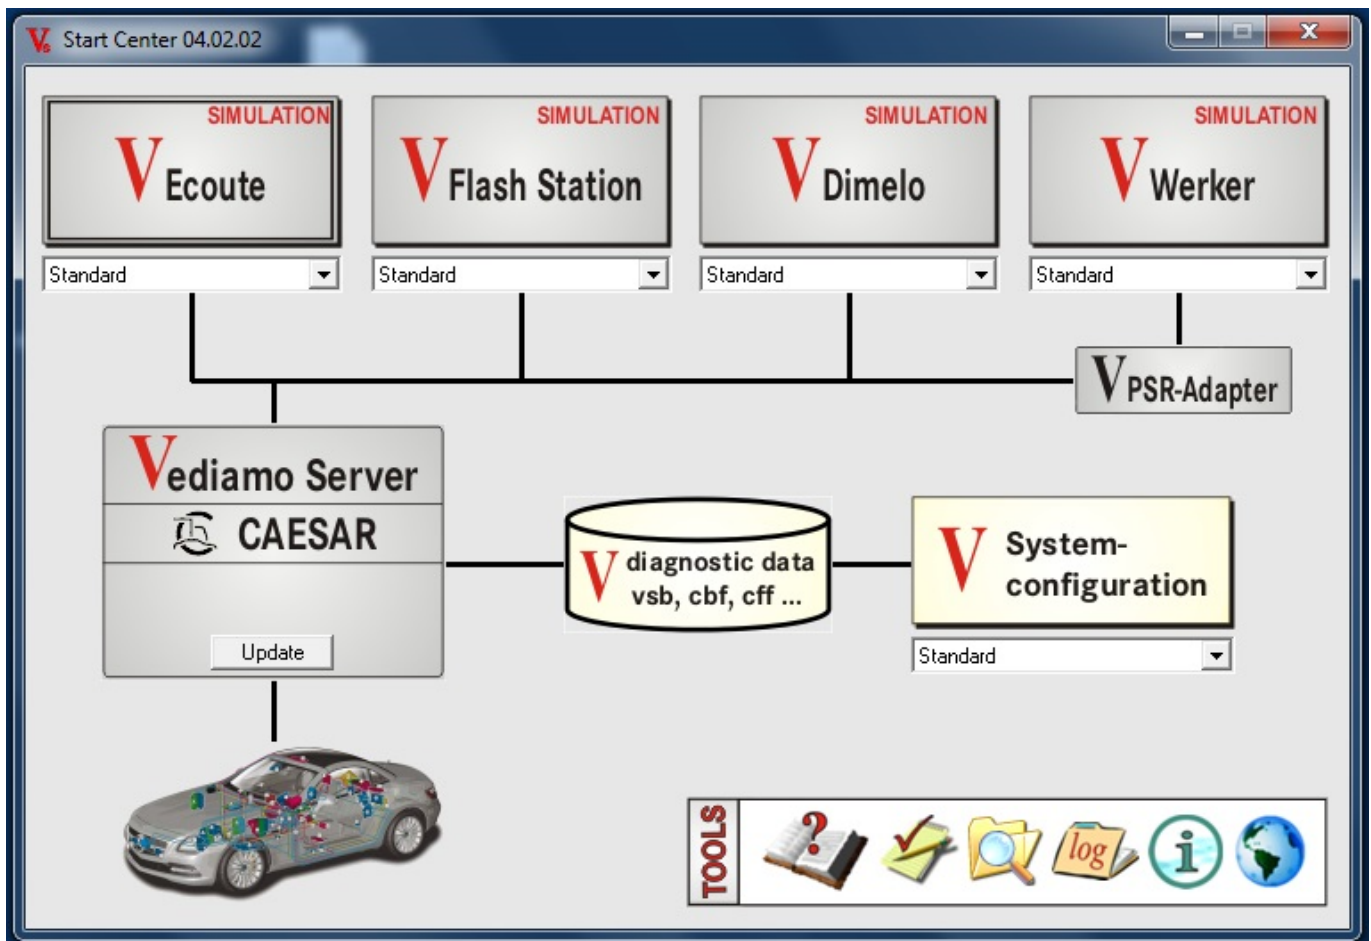 Start Center 04.02.02
SIMULATION
V Ecoute
Standard
SIMULATION
V Flash Station
Standard
SIMULATION
V Dimelo
Standard
SIMULATION
V Werker
Standard
V PSR-Adapter
Vediamo Server
CAESAR
Update
V diagnostic data
vsb, cbf, cff ...
V System-
configuration
Standard
TOOLS
?
log
i